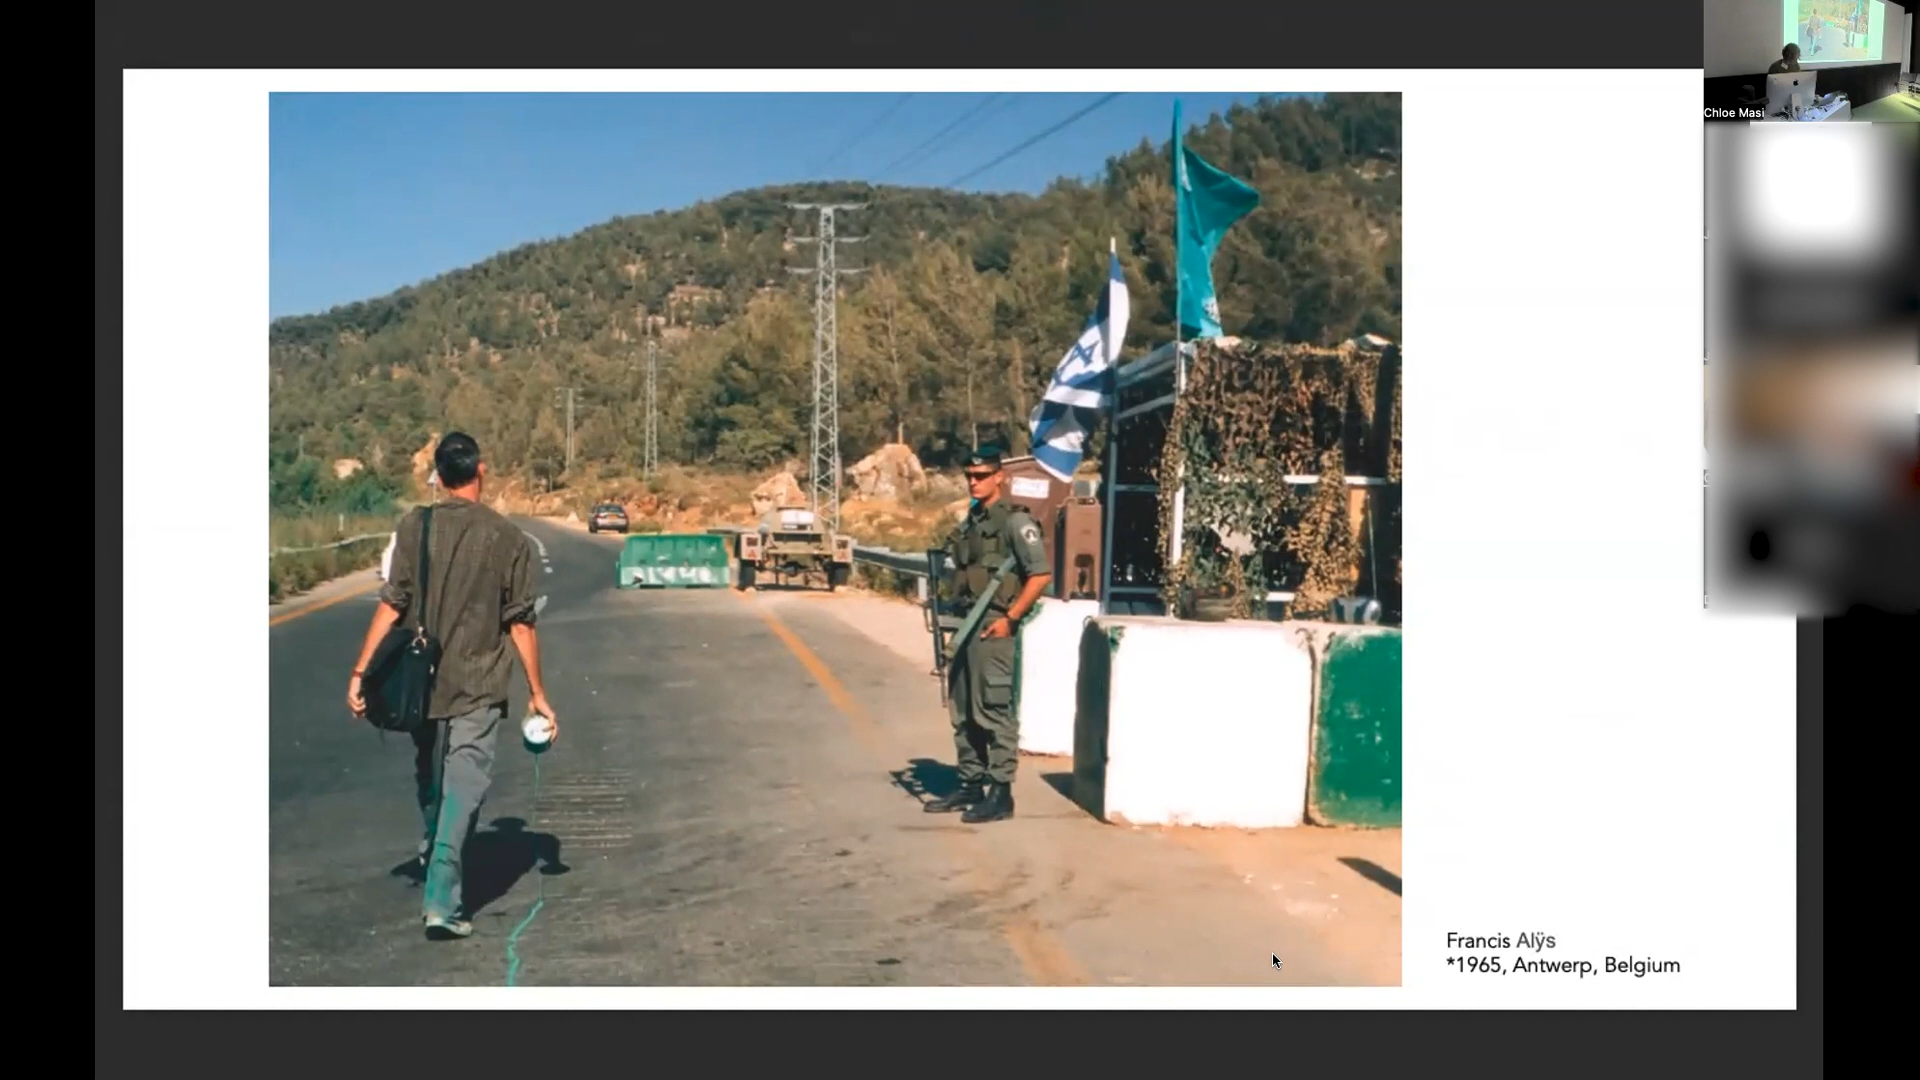 Chloe Masi
Francis Alÿs
*1965, Antwerp, Belgium